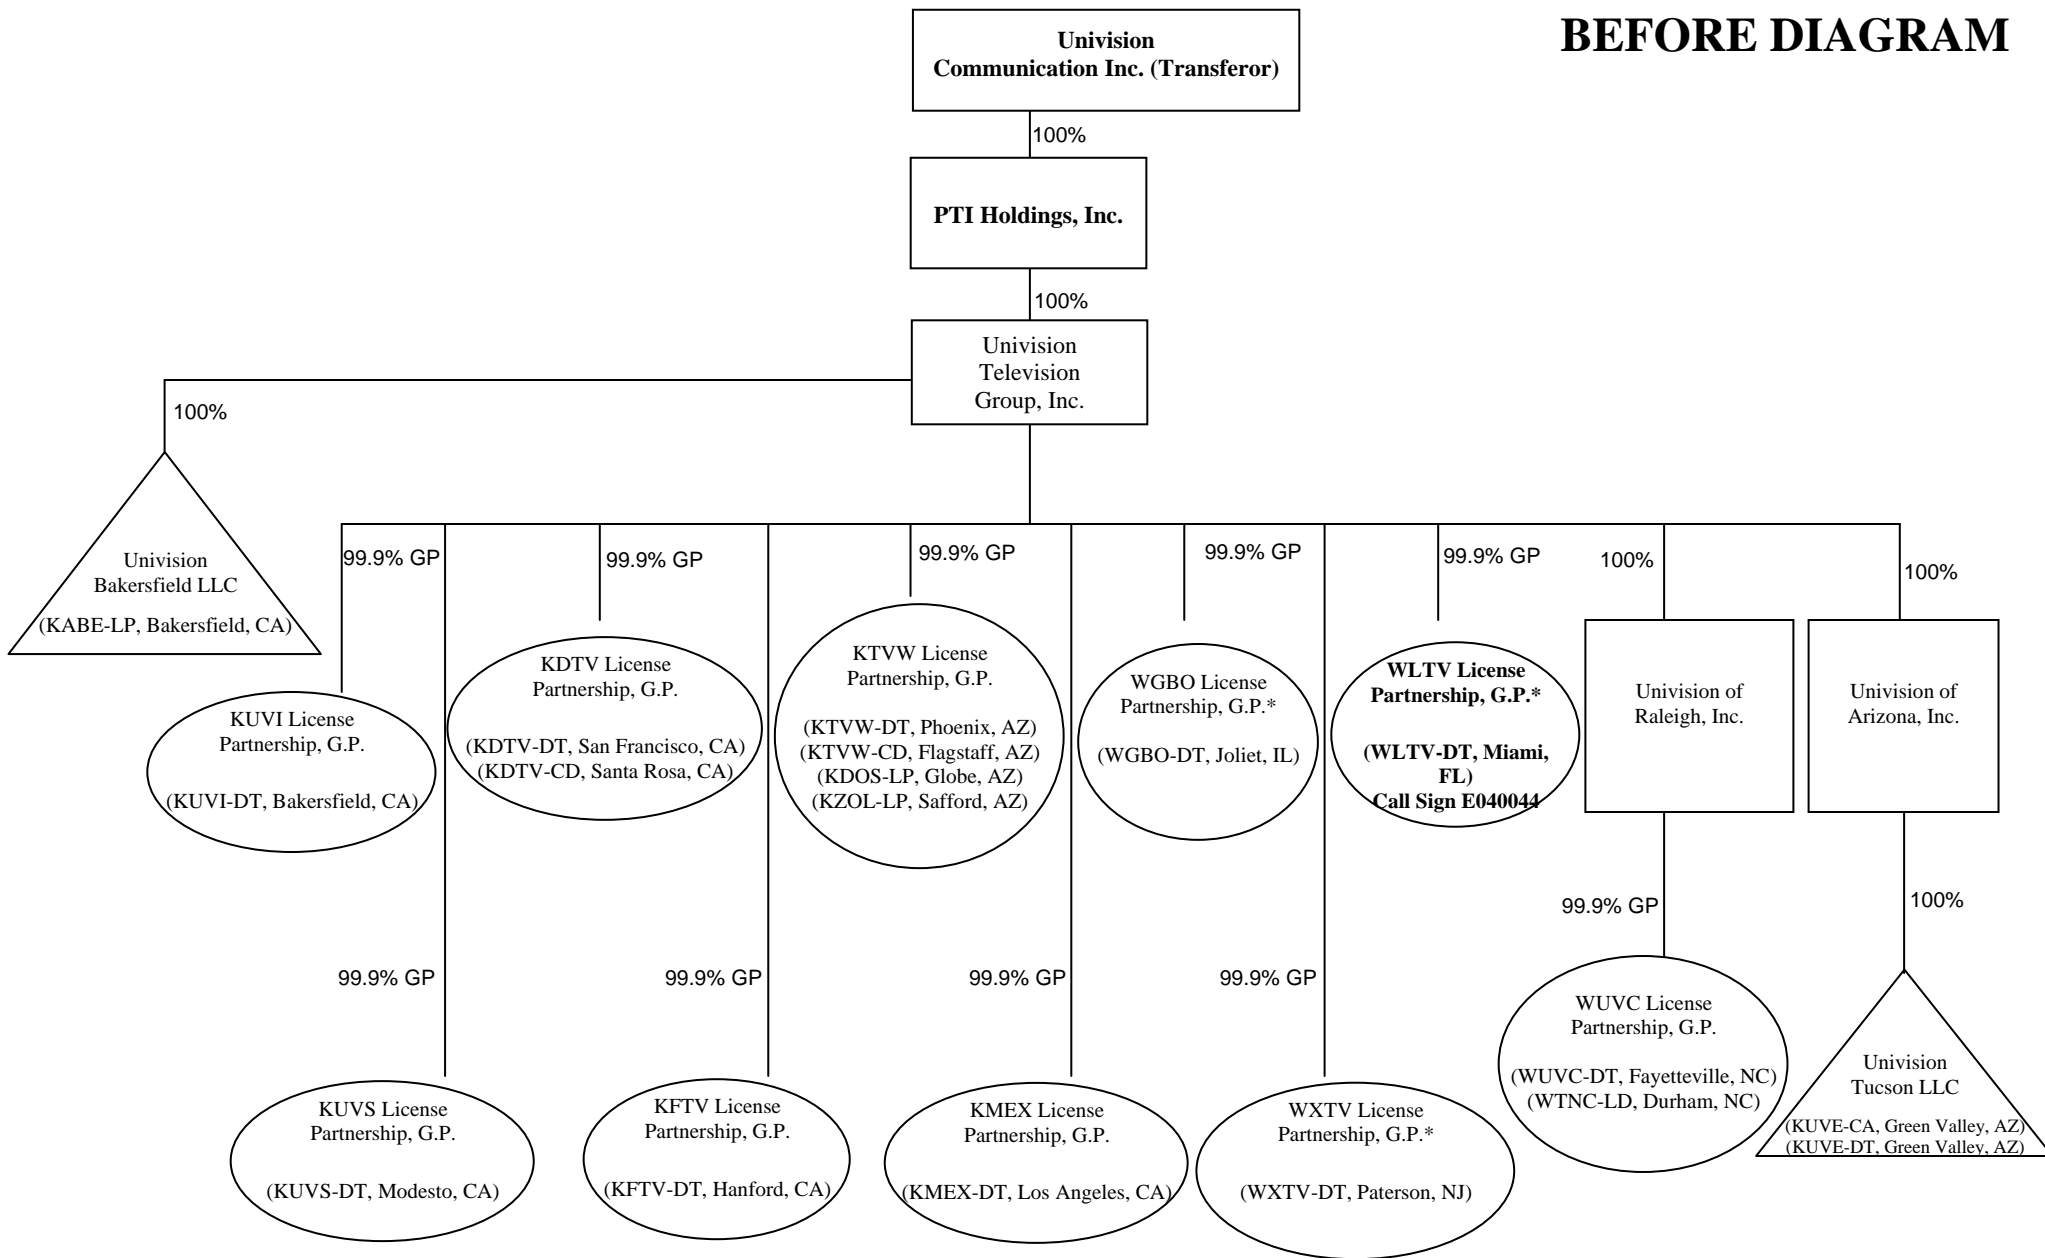 BEFORE DIAGRAM
Univision
Communication Inc. (Transferor)
100%
PTI Holdings, Inc.
100%
Univision
Television
Group, Inc.
100%
Univision
Bakersfield LLC
(KABE-LP, Bakersfield, CA)
99.9% GP
99.9% GP
99.9% GP
99.9% GP
99.9% GP
100%
100%
KUVI License
Partnership, G.P.
(KUVI-DT, Bakersfield, CA)
KDTV License
Partnership, G.P.
(KDTV-DT, San Francisco, CA)
(KDTV-CD, Santa Rosa, CA)
KTVW License
Partnership, G.P.
(KTVW-DT, Phoenix, AZ)
(KTVW-CD, Flagstaff, AZ)
(KDOS-LP, Globe, AZ)
(KZOL-LP, Safford, AZ)
WGBO License
Partnership, G.P.*
(WGBO-DT, Joliet, IL)
WLTV License
Partnership, G.P.*
(WLTV-DT, Miami,
FL)
Call Sign E040044
Univision of
Raleigh, Inc.
Univision of
Arizona, Inc.
99.9% GP
99.9% GP
99.9% GP
99.9% GP
99.9% GP
100%
KUVS License
Partnership, G.P.
(KUVS-DT, Modesto, CA)
KFTV License
Partnership, G.P.
(KFTV-DT, Hanford, CA)
KMEX License
Partnership, G.P.
(KMEX-DT, Los Angeles, CA)
WXTV License
Partnership, G.P.*
(WXTV-DT, Paterson, NJ)
WUVC License
Partnership, G.P.
(WUVC-DT, Fayetteville, NC)
(WTNC-LD, Durham, NC)
Univision
Tucson LLC
(KUVE-CA, Green Valley, AZ)
(KUVE-DT, Green Valley, AZ)